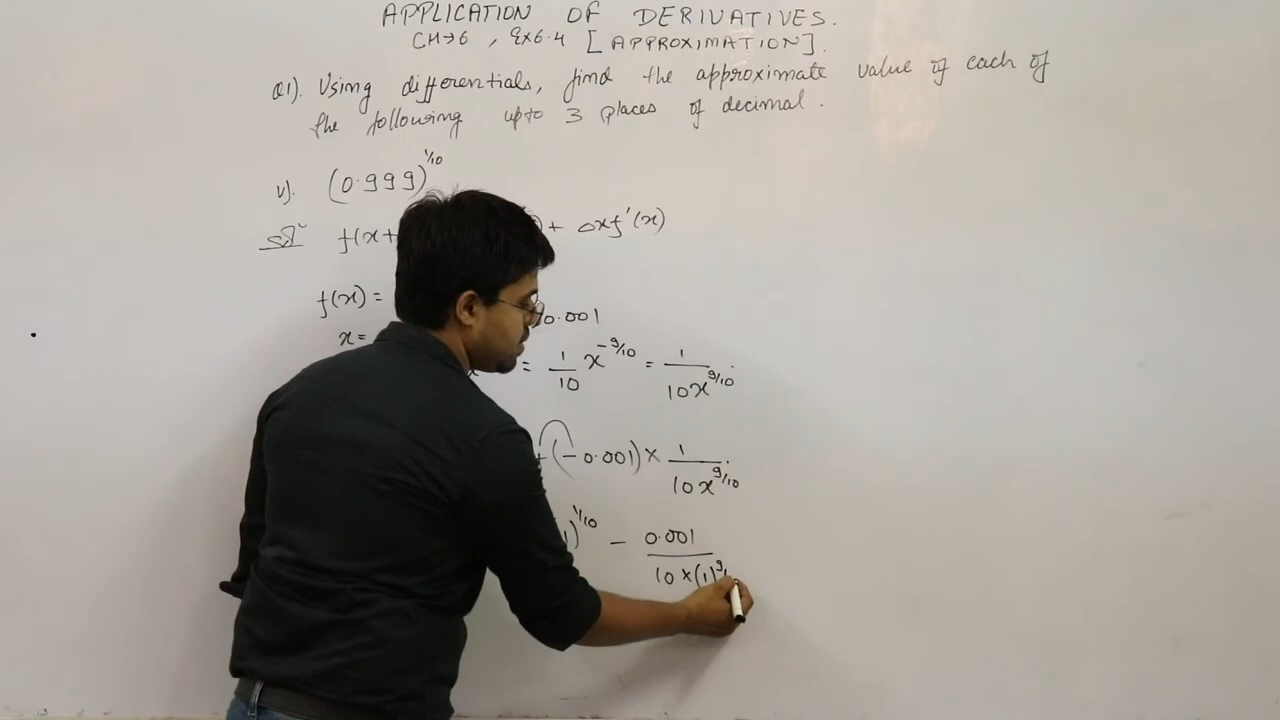 APPLICATION OF DERIVATIVES.
CH→6 , Ex 6.4 [APPROXIMATION].
Q1). Using differentials, find the approximate value of each of
the following upto 3 places of decimal.
v). (0.999)^1/10
Sol^n f(x+ ) + Δxf'(x)
f(x) =
x = 0.001
= 1/10 x^-9/10 = 1/10x^9/10
+(-0.001) × 1/10x^9/10
1)^1/10 - 0.001/10×(1)^9/